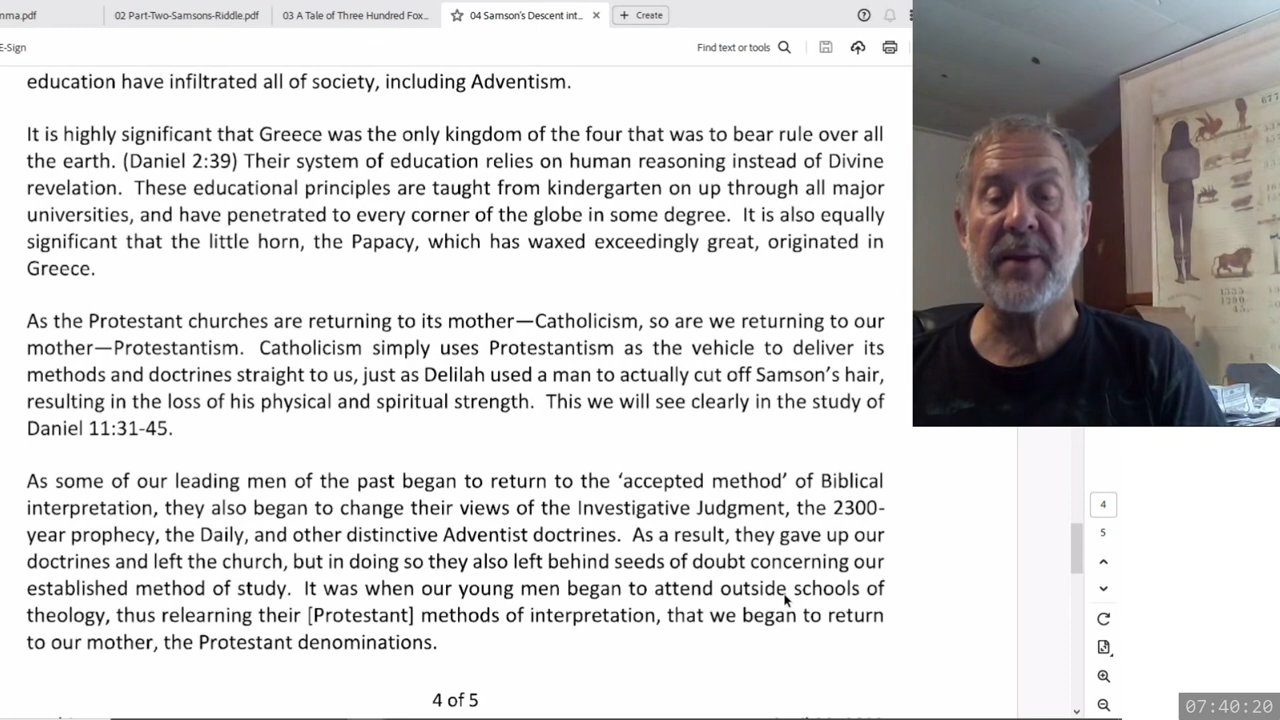 mma.pdf
02 Part-Two-Samsons-Riddle.pdf
03 A Tale of Three Hundred Fox...
04 Samson's Descent int...
Create
E-Sign
Find text or tools
education have infiltrated all of society, including Adventism.
It is highly significant that Greece was the only kingdom of the four that was to bear rule over all
the earth. (Daniel 2:39) Their system of education relies on human reasoning instead of Divine
revelation. These educational principles are taught from kindergarten on up through all major
universities, and have penetrated to every corner of the globe in some degree. It is also equally
significant that the little horn, the Papacy, which has waxed exceedingly great, originated in
Greece.
As the Protestant churches are returning to its mother—Catholicism, so are we returning to our
mother—Protestantism. Catholicism simply uses Protestantism as the vehicle to deliver its
methods and doctrines straight to us, just as Delilah used a man to actually cut off Samson's hair,
resulting in the loss of his physical and spiritual strength. This we will see clearly in the study of
Daniel 11:31-45.
As some of our leading men of the past began to return to the 'accepted method' of Biblical
interpretation, they also began to change their views of the Investigative Judgment, the 2300-
year prophecy, the Daily, and other distinctive Adventist doctrines. As a result, they gave up our
doctrines and left the church, but in doing so they also left behind seeds of doubt concerning our
established method of study. It was when our young men began to attend outside schools of
theology, thus relearning their [Protestant] methods of interpretation, that we began to return
to our mother, the Protestant denominations.
4 of 5
4
5
677
1335
07:40:20